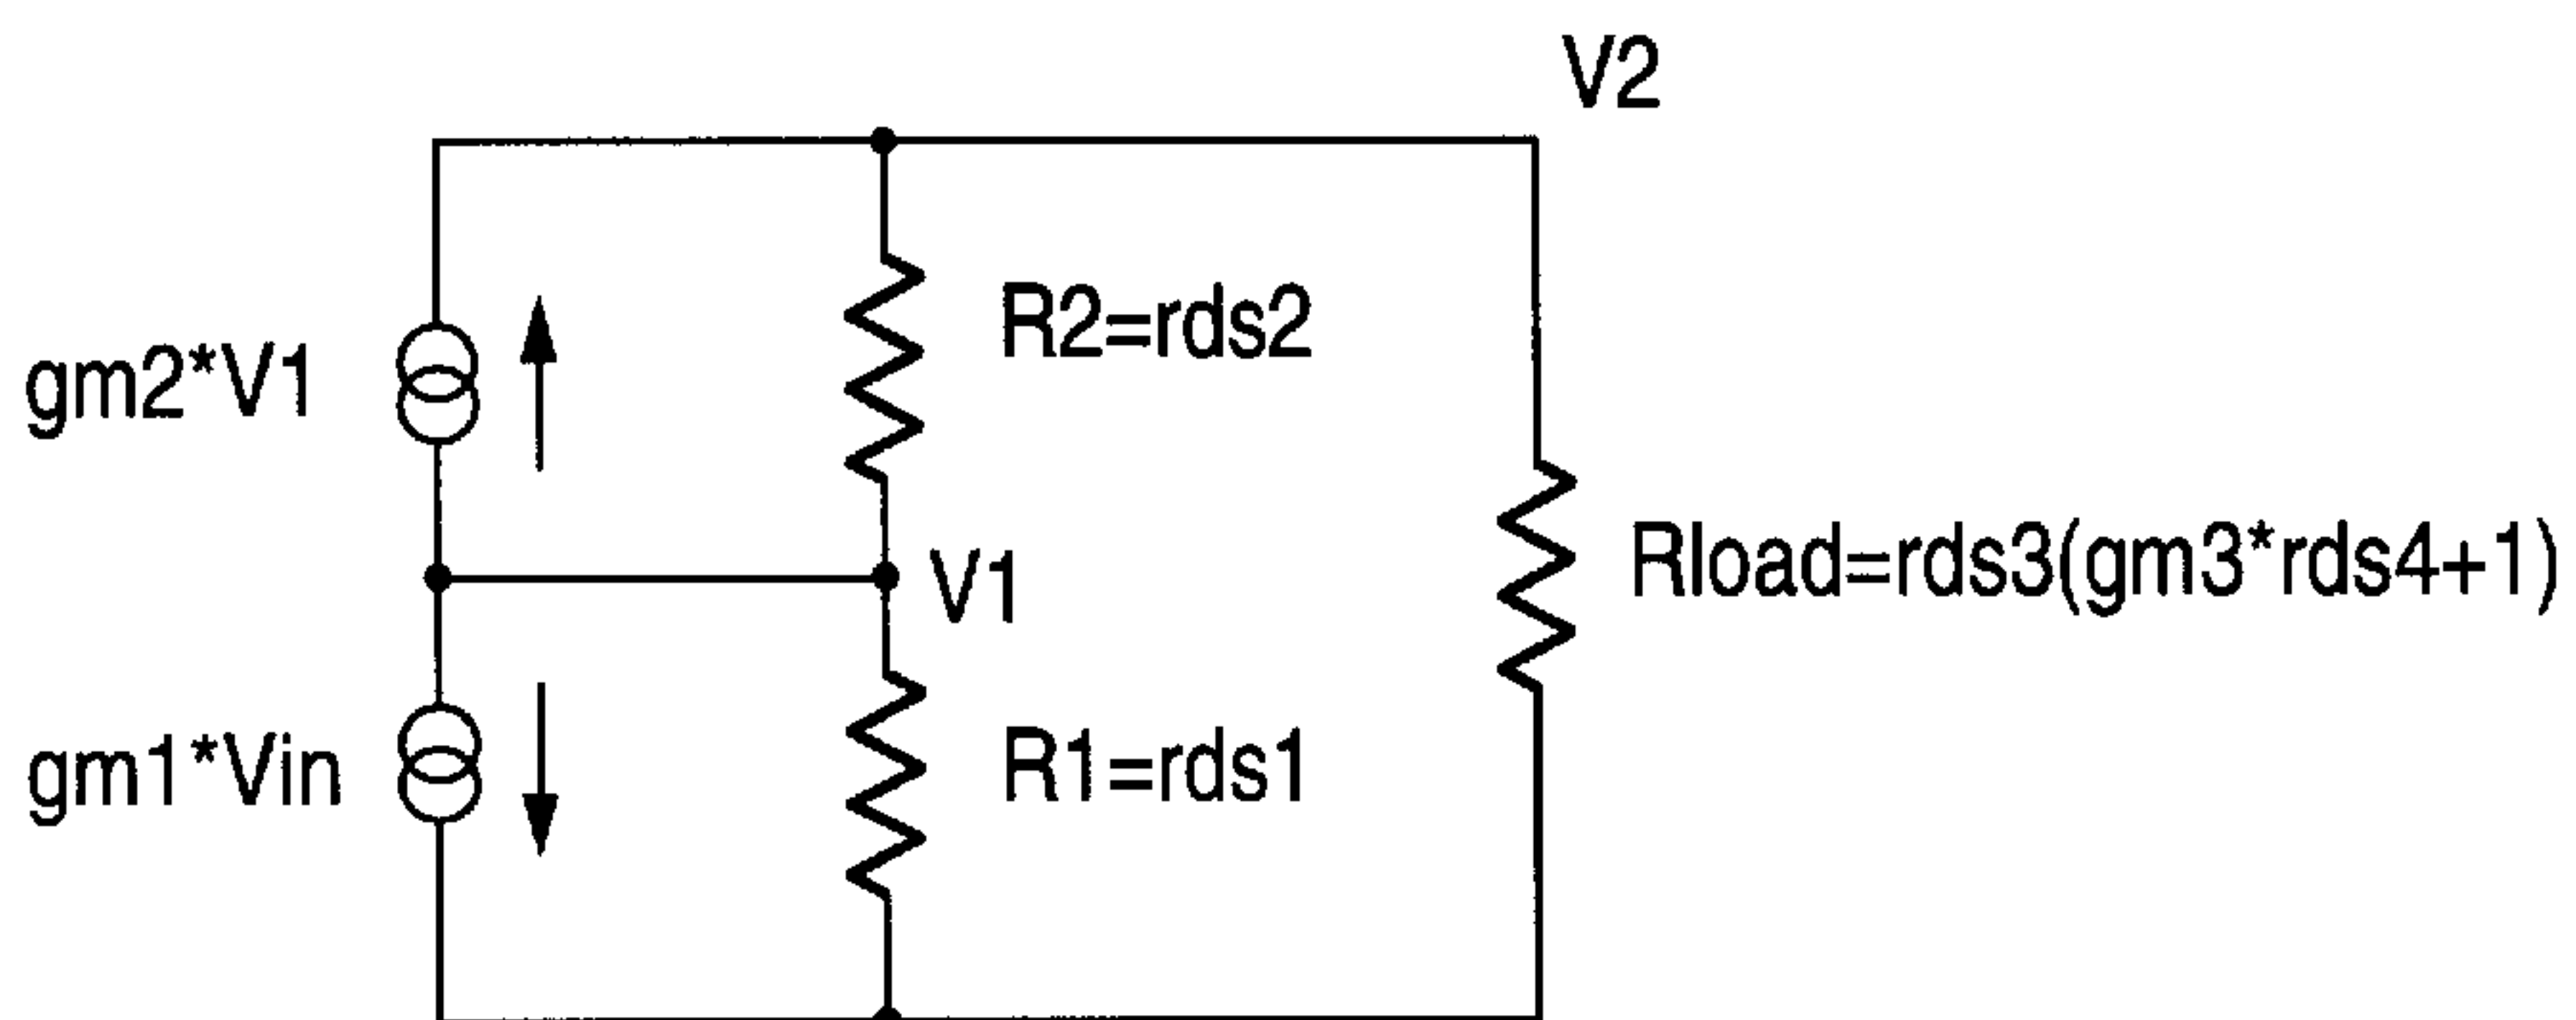 V2
R2=rds2
gm2*V1
Rload=rds3(gm3*rds4+1)
V1
gm1*Vin
R1=rds1